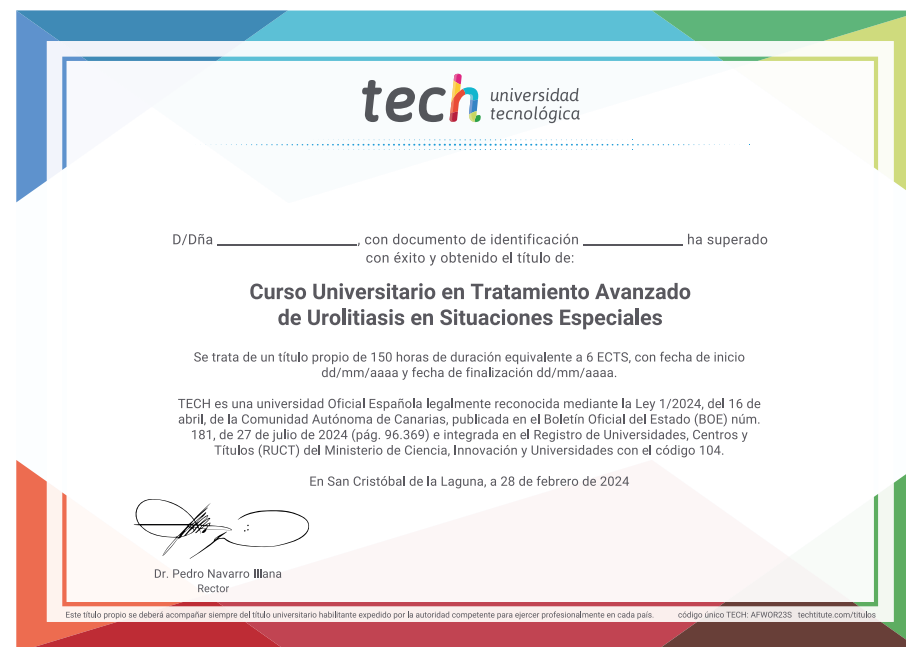 tech universidad
tecnológica
D/Dña ____________, con documento de identificación ____________ ha superado
con éxito y obtenido el título de:
Curso Universitario en Tratamiento Avanzado
de Urolitiasis en Situaciones Especiales
Se trata de un título propio de 150 horas de duración equivalente a 6 ECTS, con fecha de inicio
dd/mm/aaaa y fecha de finalización dd/mm/aaaa.
TECH es una universidad Oficial Española legalmente reconocida mediante la Ley 1/2024, del 16 de
abril, de la Comunidad Autónoma de Canarias, publicada en el Boletín Oficial del Estado (BOE) núm.
181, de 27 de julio de 2024 (pág. 96.369) e integrada en el Registro de Universidades, Centros y
Títulos (RUCT) del Ministerio de Ciencia, Innovación y Universidades con el código 104.
En San Cristóbal de la Laguna, a 28 de febrero de 2024
Dr. Pedro Navarro Illana
Rector
Este título propio se deberá acompañar siempre del título universitario habilitante expedido por la autoridad competente para ejercer profesionalmente en cada país. código único TECH: AFWOR23S techtitute.com/titulos